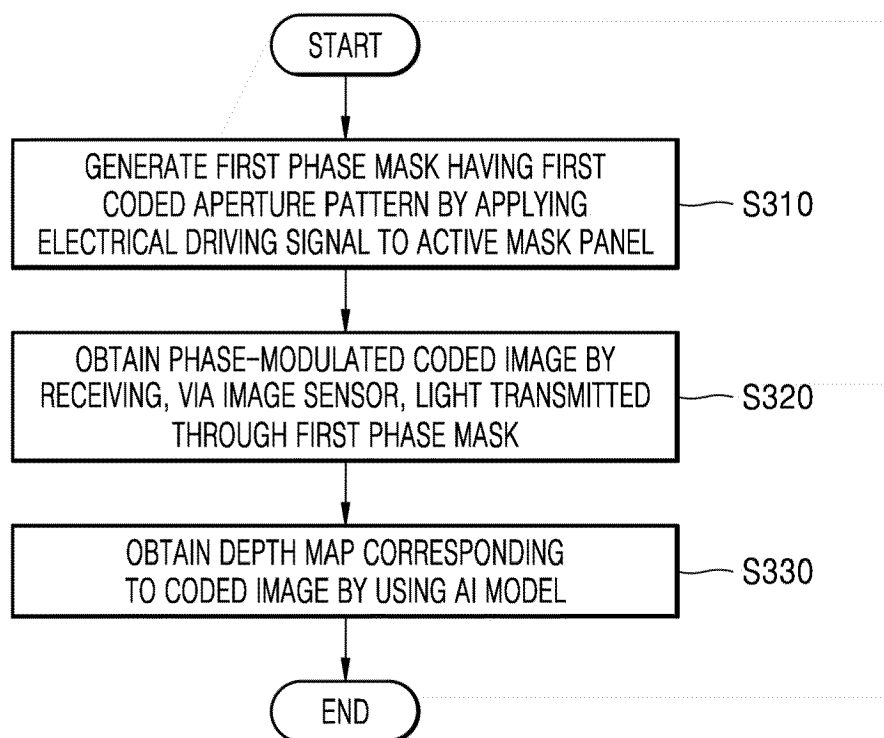 START
GENERATE FIRST PHASE MASK HAVING FIRST
CODED APERTURE PATTERN BY APPLYING
ELECTRICAL DRIVING SIGNAL TO ACTIVE MASK PANEL
S310
OBTAIN PHASE-MODULATED CODED IMAGE BY
RECEIVING, VIA IMAGE SENSOR, LIGHT TRANSMITTED
THROUGH FIRST PHASE MASK
S320
OBTAIN DEPTH MAP CORRESPONDING
TO CODED IMAGE BY USING AI MODEL
S330
END